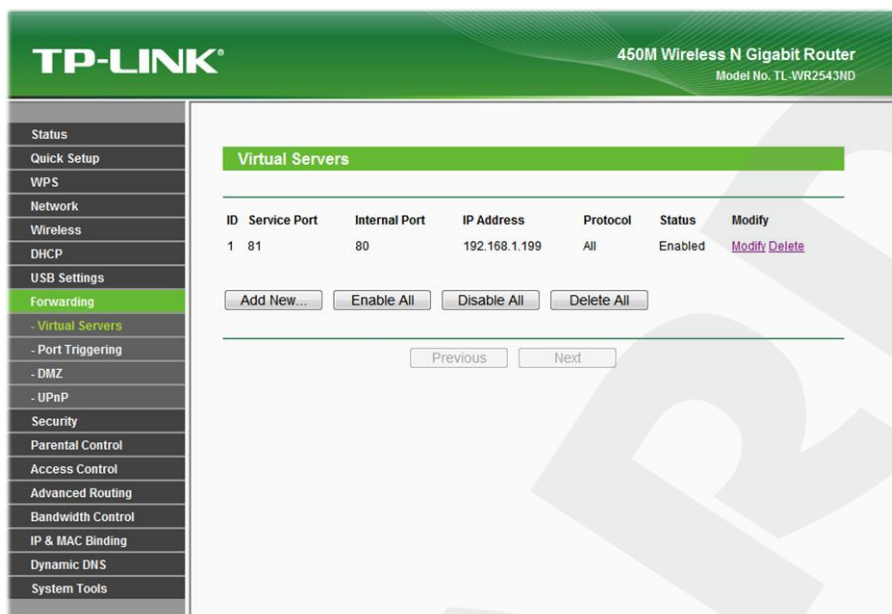 TP-LINK®
450M Wireless N Gigabit Router
Model No. TL-WR2543ND
Status
Quick Setup
WPS
Network
Wireless
DHCP
USB Settings
Forwarding
- Virtual Servers
- Port Triggering
- DMZ
- UPnP
Security
Parental Control
Access Control
Advanced Routing
Bandwidth Control
IP & MAC Binding
Dynamic DNS
System Tools
Virtual Servers
ID Service Port Internal Port IP Address Protocol Status Modify
1 81 80 192.168.1.199 All Enabled Modify Delete
Add New... Enable All Disable All Delete All
Previous Next